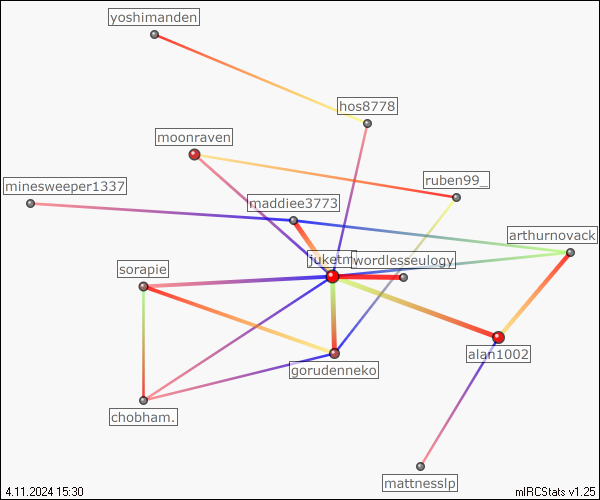 yoshimanden
hos8778
moonraven
ruben99_
minesweeper1337
maddiee3773
arthurnovack
wordlesseulogy
sorapie
alan1002
gorudenneko
chobham.
mattnesslp
4.11.2024 15:30
mIRCStats v1.25